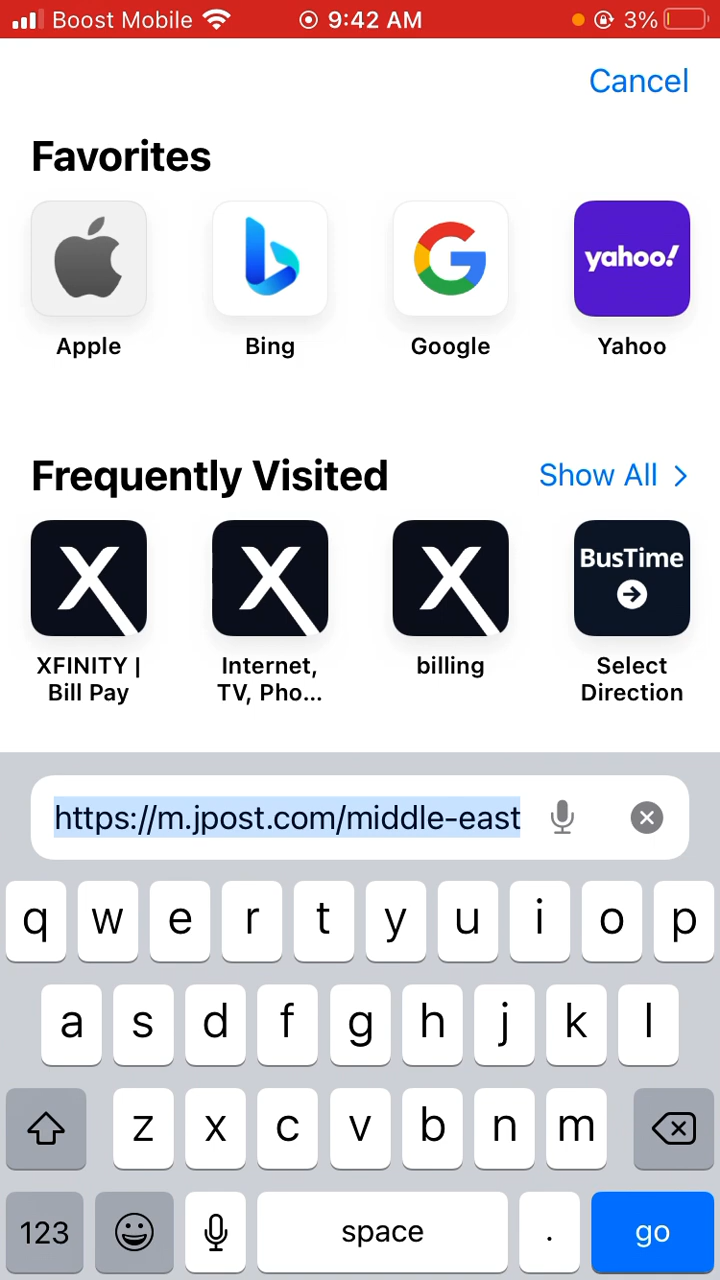 Boost Mobile 9:42 AM 3%
Cancel
Favorites
yahoo!
Apple Bing Google Yahoo
Frequently Visited Show All
BusTime
XFINITY | Internet, billing Select
Bill Pay TV, Pho... Direction
https://m.jpost.com/middle-east
q w e r t y u i o p
a s d f g h j k l
z x c v b n m
123 space . go